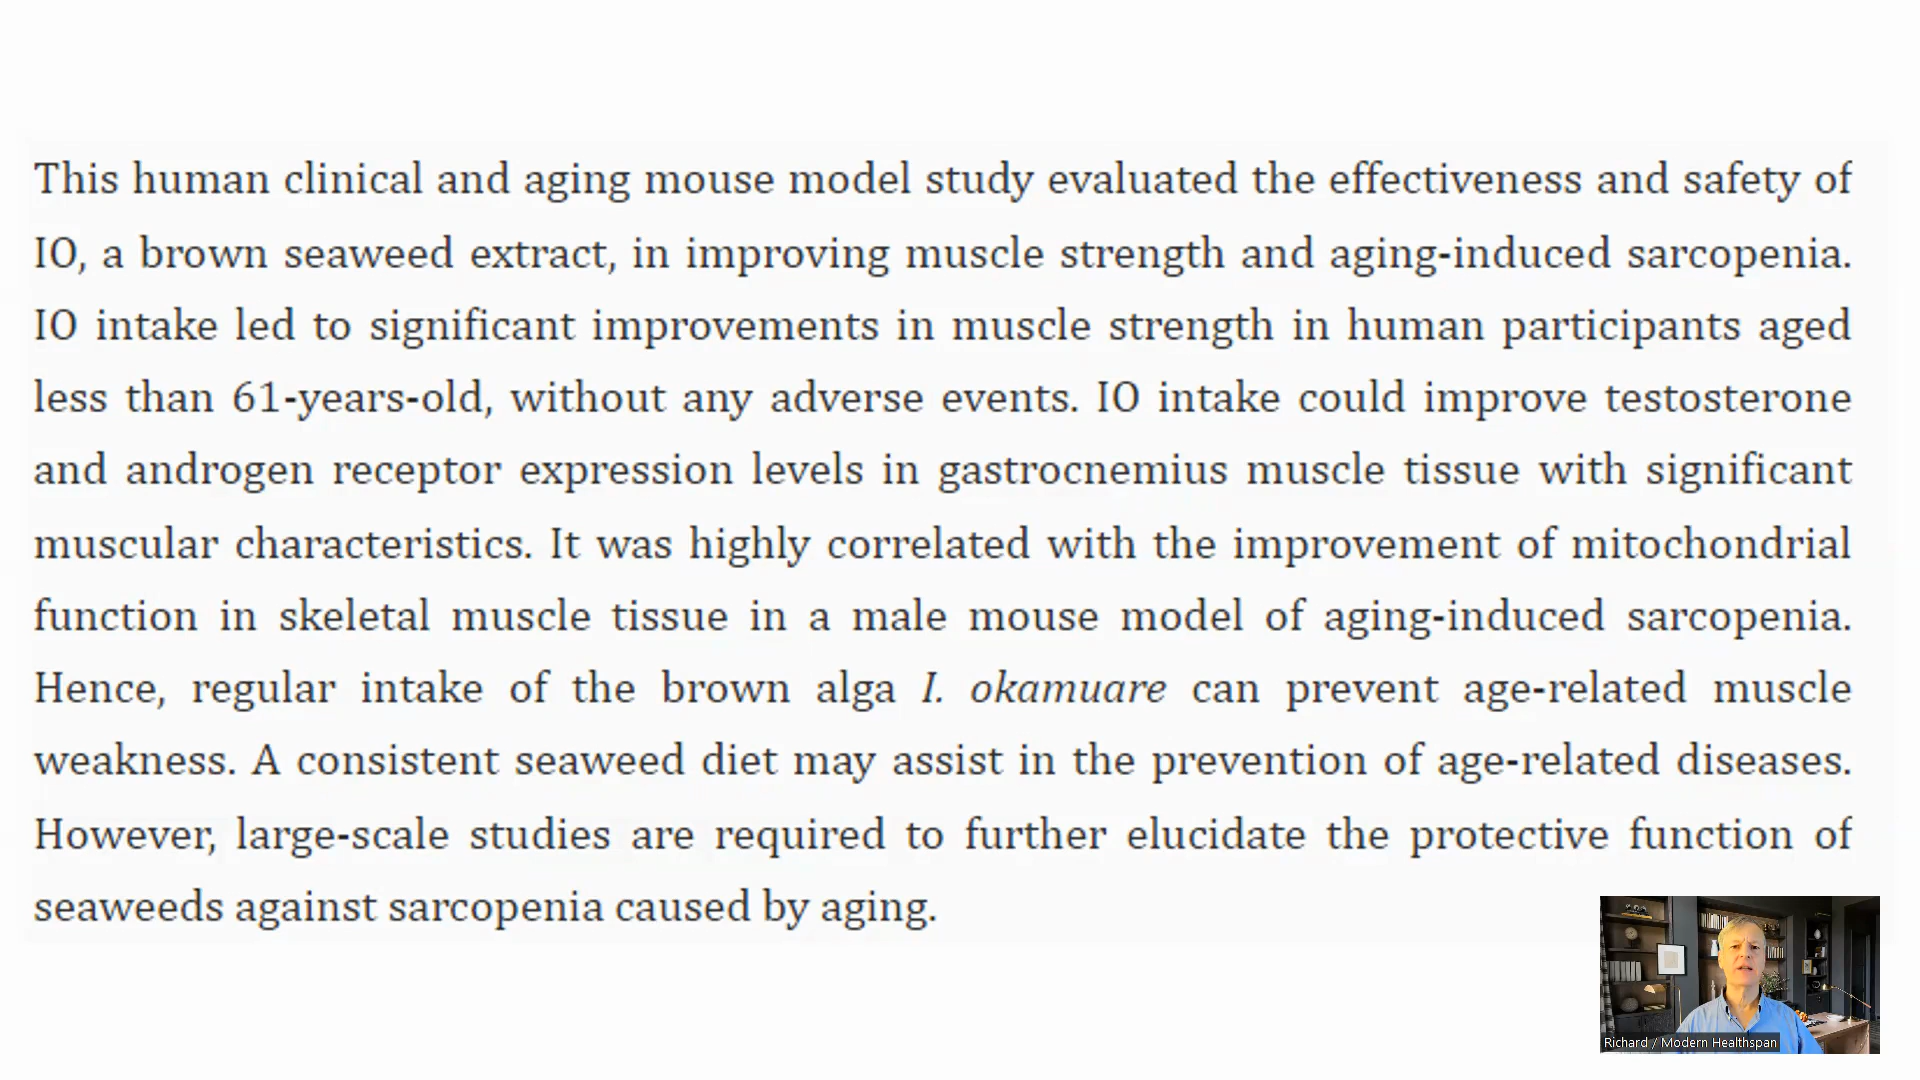 This human clinical and aging mouse model study evaluated the effectiveness and safety of
IO, a brown seaweed extract, in improving muscle strength and aging-induced sarcopenia.
IO intake led to significant improvements in muscle strength in human participants aged
less than 61-years-old, without any adverse events. IO intake could improve testosterone
and androgen receptor expression levels in gastrocnemius muscle tissue with significant
muscular characteristics. It was highly correlated with the improvement of mitochondrial
function in skeletal muscle tissue in a male mouse model of aging-induced sarcopenia.
Hence, regular intake of the brown alga I. okamuare can prevent age-related muscle
weakness. A consistent seaweed diet may assist in the prevention of age-related diseases.
However, large-scale studies are required to further elucidate the protective function of
seaweeds against sarcopenia caused by aging.
Richard / Modern Healthspan